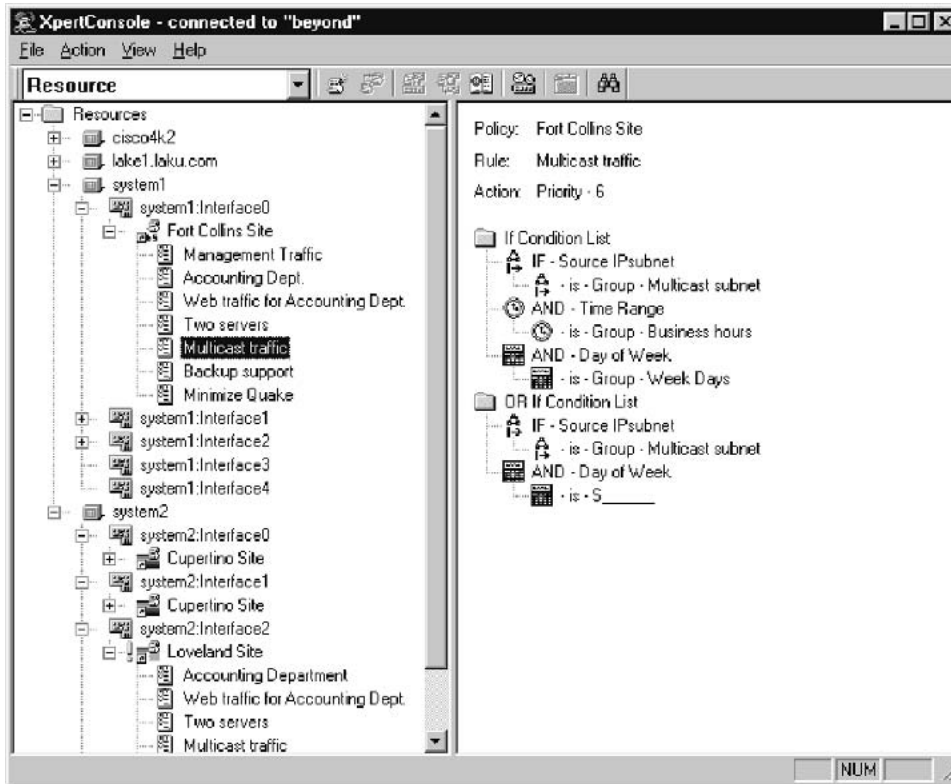 XpertConsole - connected to "beyond"
File Action View Help
Resource
Resources
cisco4k2
lake1.laku.com
system1
system1:Interface0
Fort Collins Site
Management Traffic
Accounting Dept.
Web traffic for Accounting Dept.
Two servers
Multicast traffic
Backup support
Minimize Quake
system1:Interface1
system1:Interface2
system1:Interface3
system1:Interface4
system2
system2:Interface0
Cupertino Site
system2:Interface1
Cupertino Site
system2:Interface2
Loveland Site
Accounting Department
Web traffic for Accounting Dept.
Two servers
Multicast traffic
Policy: Fort Collins Site
Rule: Multicast traffic
Action: Priority - 6
If Condition List
IF - Source IPsubnet
- is - Group - Multicast subnet
AND - Time Range
- is - Group - Business hours
AND - Day of Week
- is - Group - Week Days
OR If Condition List
IF - Source IPsubnet
- is - Group - Multicast subnet
AND - Day of Week
- is - S______
NUM